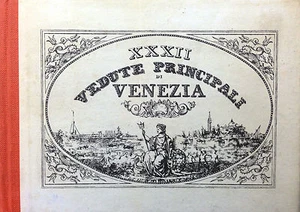 XXXII
VEDUTE PRINCIPALI
DI
VENEZIA